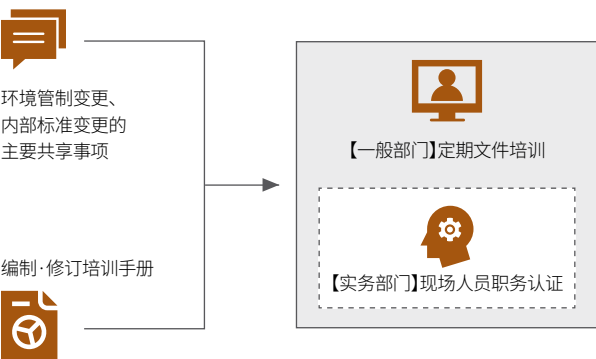 环境管制变更、
内部标准变更的
主要共享事项
编制·修订培训手册
【一般部门】定期文件培训
【实务部门】现场人员职务认证